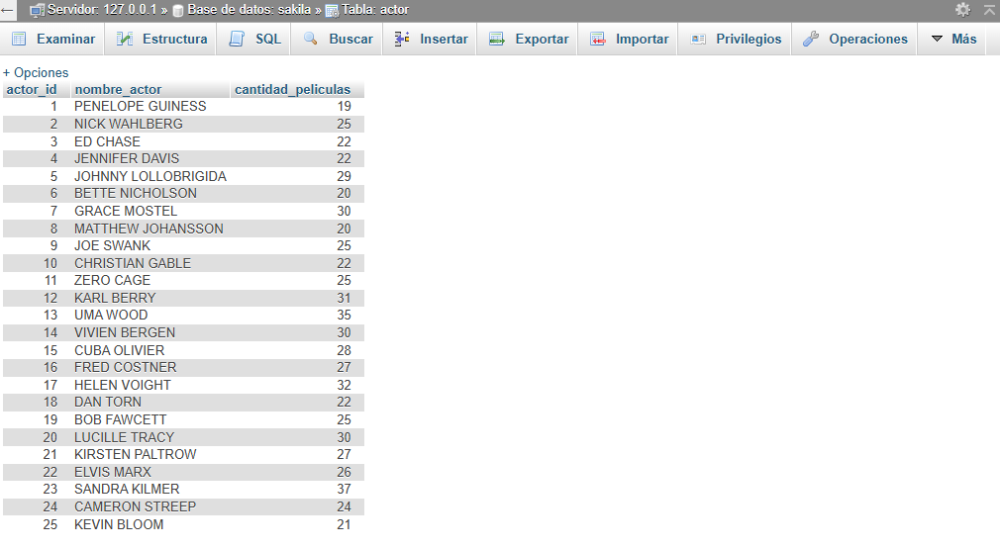 Servidor: 127.0.0.1 » Base de datos: sakila » Tabla: actor
Examinar Estructura SQL Buscar Insertar Exportar Importar Privilegios Operaciones Más
+ Opciones
actor_id nombre_actor cantidad_peliculas
1 PENELOPE GUINESS 19
2 NICK WAHLBERG 25
3 ED CHASE 22
4 JENNIFER DAVIS 22
5 JOHNNY LOLLOBRIGIDA 29
6 BETTE NICHOLSON 20
7 GRACE MOSTEL 30
8 MATTHEW JOHANSSON 20
9 JOE SWANK 25
10 CHRISTIAN GABLE 22
11 ZERO CAGE 25
12 KARL BERRY 31
13 UMA WOOD 35
14 VIVIEN BERGEN 30
15 CUBA OLIVIER 28
16 FRED COSTNER 27
17 HELEN VOIGHT 32
18 DAN TORN 22
19 BOB FAWCETT 25
20 LUCILLE TRACY 30
21 KIRSTEN PALTROW 27
22 ELVIS MARX 26
23 SANDRA KILMER 37
24 CAMERON STREEP 24
25 KEVIN BLOOM 21